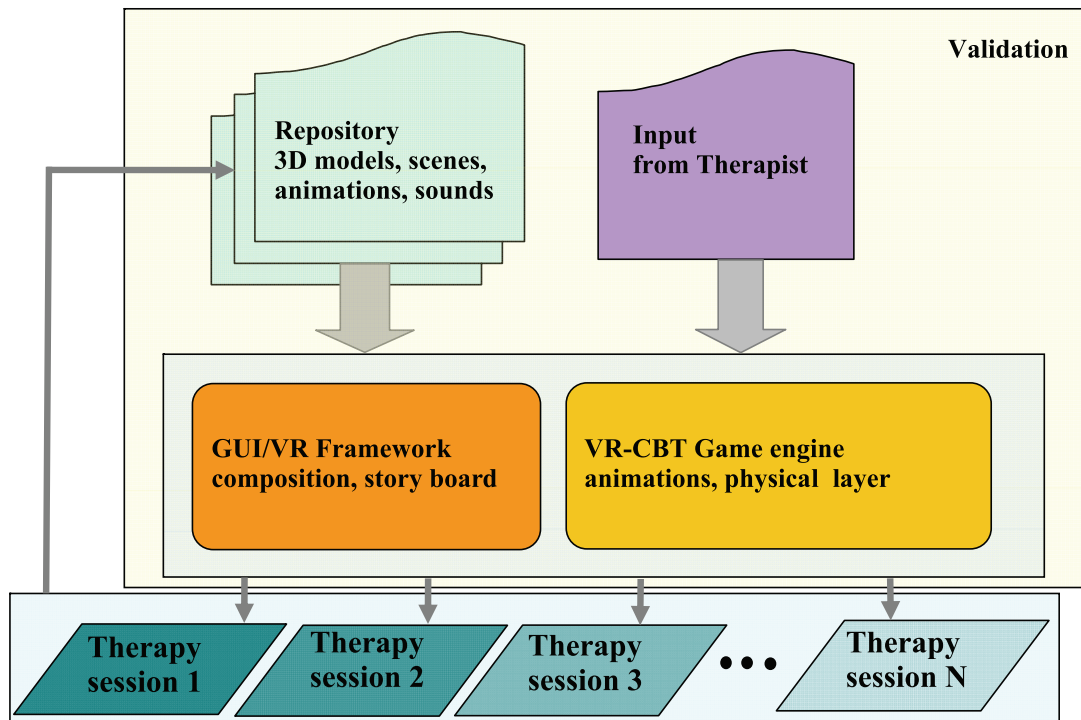 Validation
Repository
3D models, scenes,
animations, sounds
Input
from Therapist
GUI/VR Framework
composition, story board
VR-CBT Game engine
animations, physical layer
Therapy
session 1
Therapy
session 2
Therapy
session 3
•••
Therapy
session N